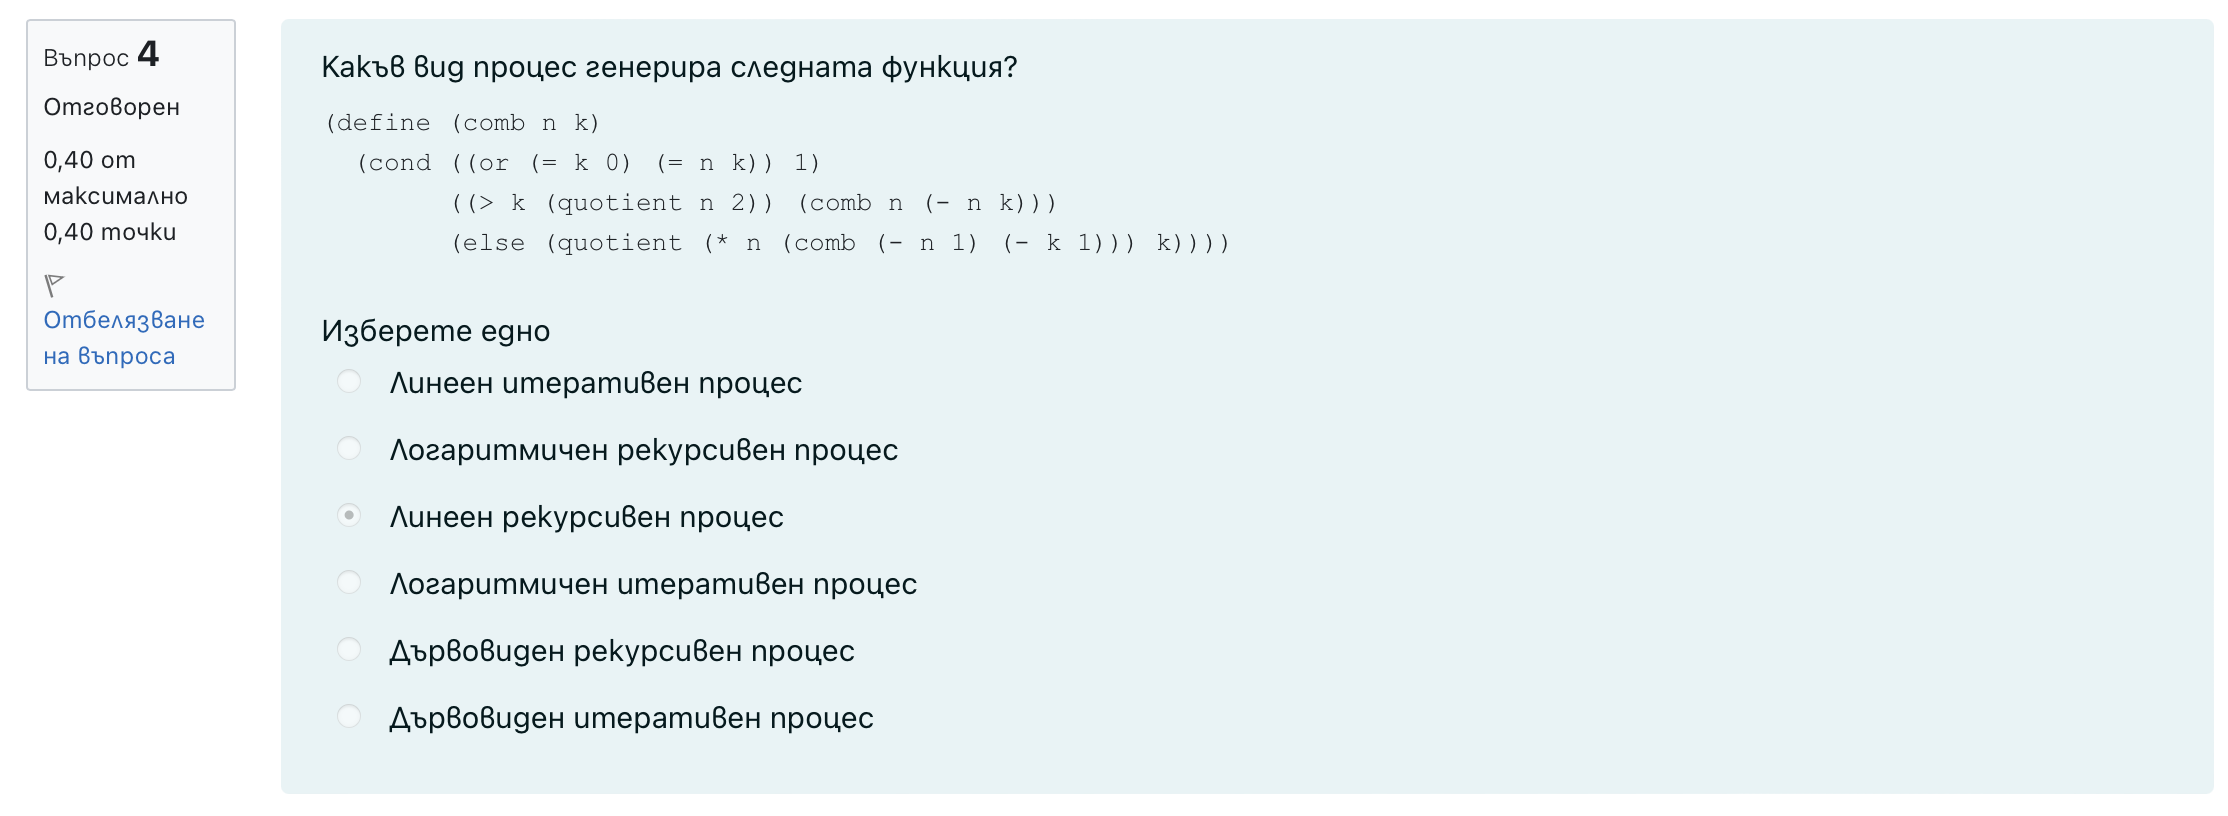 Въпрос 4
Отговорен
0,40 от
максимално
0,40 точки
Отбелязване
на въпроса
Какъв вид процес генерира следната функция?
(define (comb n k)
  (cond ((or (= k 0) (= n k)) 1)
        ((> k (quotient n 2)) (comb n (- n k)))
        (else (quotient (* n (comb (- n 1) (- k 1))) k))))
Изберете едно
Линеен итеративен процес
Логаритмичен рекурсивен процес
Линеен рекурсивен процес
Логаритмичен итеративен процес
Дървовиден рекурсивен процес
Дървовиден итеративен процес